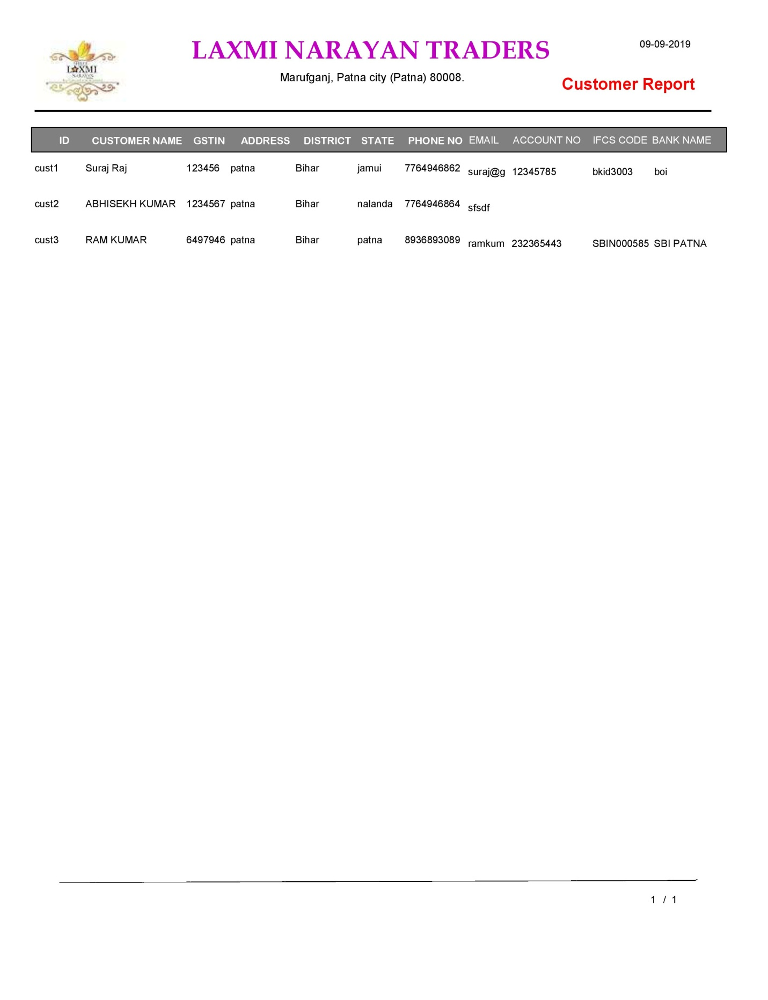 LAXMI NARAYAN TRADERS
09-09-2019
LAXMI
NARAYAN
Marufganj, Patna city (Patna) 80008.
Customer Report
ID CUSTOMER NAME GSTIN ADDRESS DISTRICT STATE PHONE NO EMAIL ACCOUNT NO IFCS CODE BANK NAME
cust1 Suraj Raj 123456 patna Bihar jamui 7764946862 suraj@g 12345785 bkid3003 boi
cust2 ABHISEKH KUMAR 1234567 patna Bihar nalanda 7764946864 sfsdf
cust3 RAM KUMAR 6497946 patna Bihar patna 8936893089 ramkum 232365443 SBIN000585 SBI PATNA
1 / 1